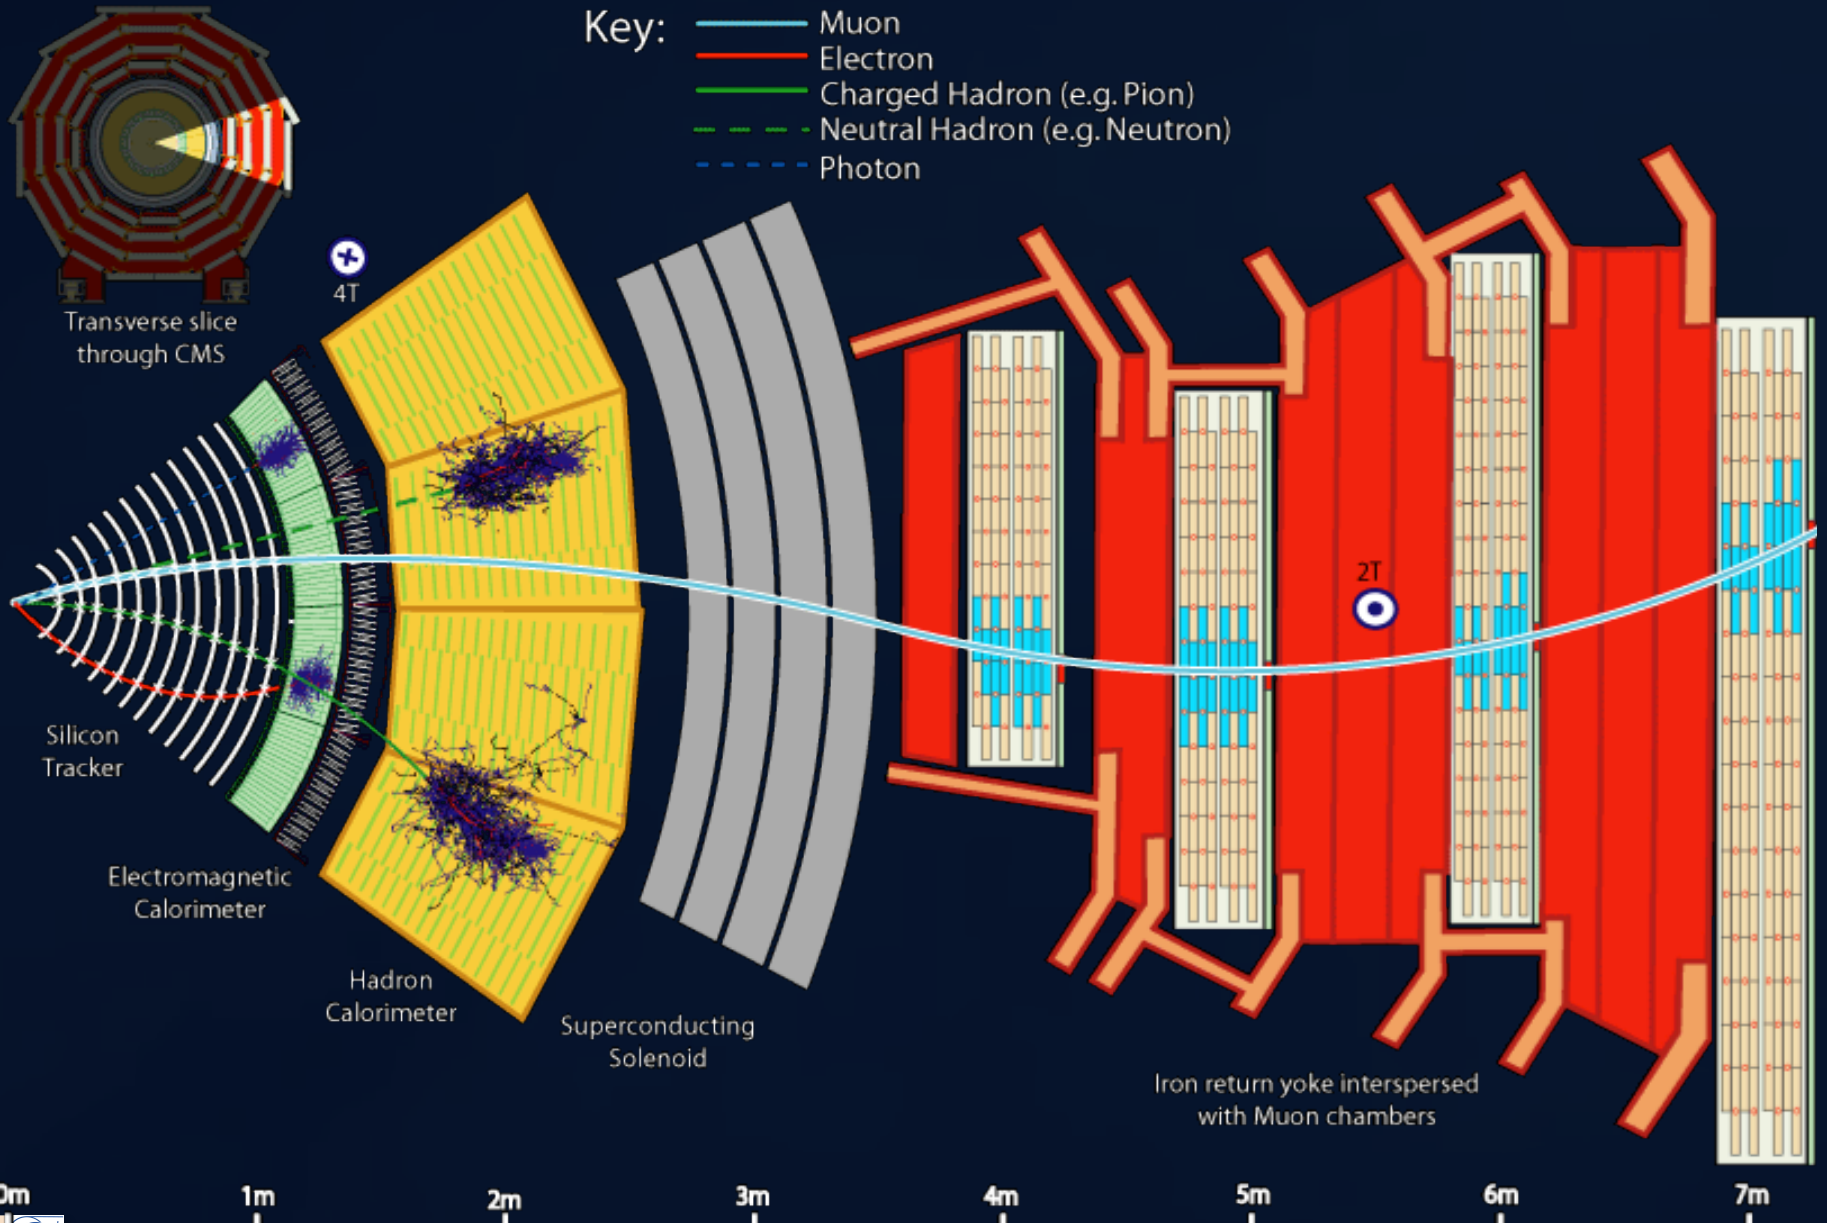 Key:
Muon
Electron
Charged Hadron (e.g. Pion)
Neutral Hadron (e.g. Neutron)
Photon
4T
Transverse slice
through CMS
2T
Silicon
Tracker
Electromagnetic
Calorimeter
Hadron
Calorimeter
Superconducting
Solenoid
Iron return yoke interspersed
with Muon chambers
0m
1m
2m
3m
4m
5m
6m
7m